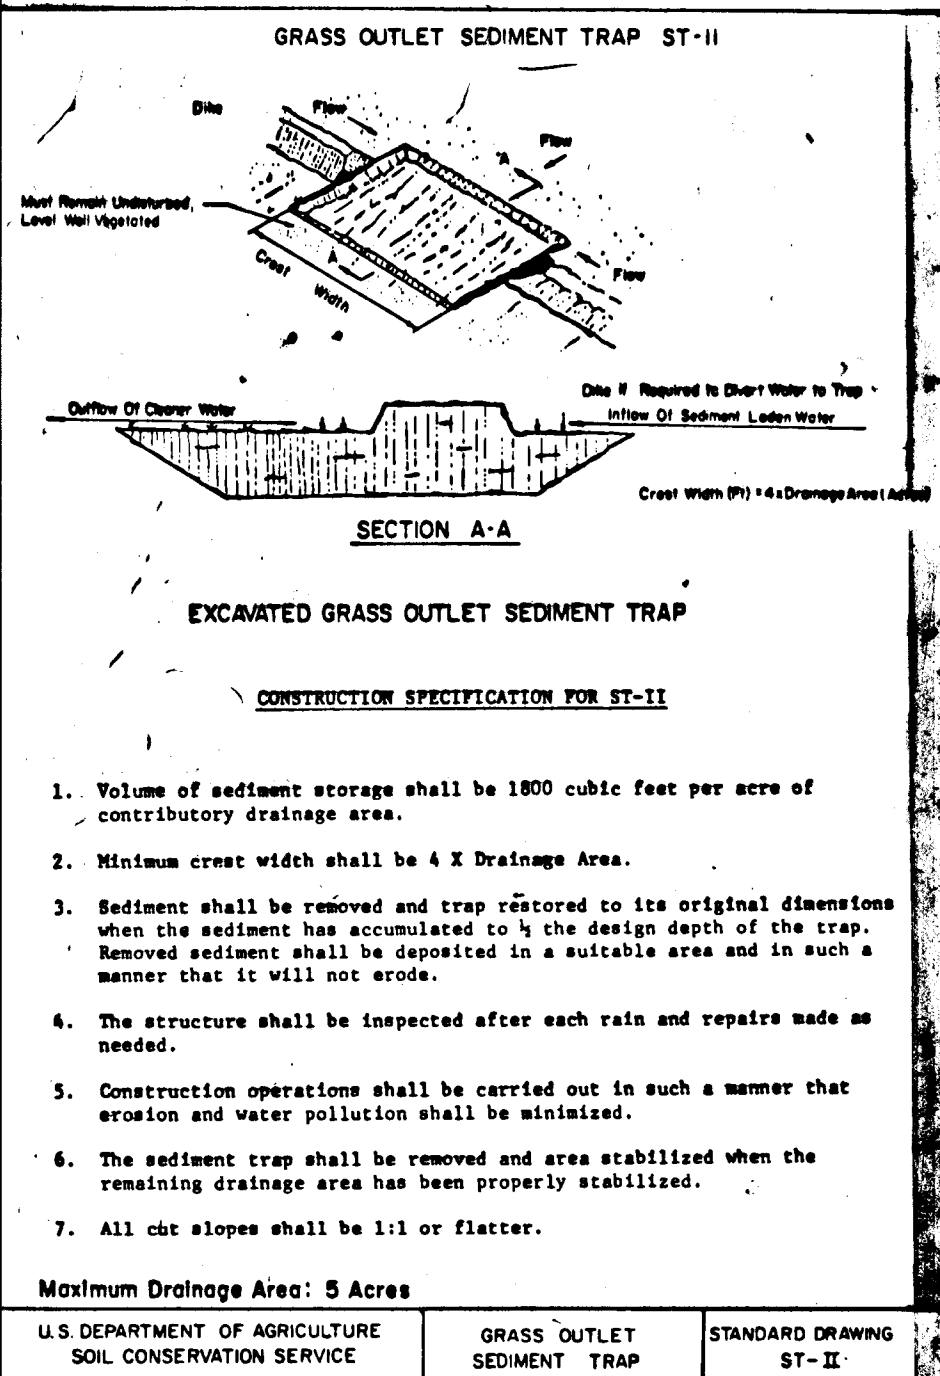 GRASS OUTLET SEDIMENT TRAP ST-II
Dike
Flow
Flow
A
Must Remain Undisturbed,
Level Well Vegetated
Flow
A
Crest Width
Dike If Required to Divert Water to Trap
Outflow Of Cleaner Water
Inflow Of Sediment Laden Water
Crest Width (Ft) = 4 x Drainage Area (Acres)
SECTION A-A
EXCAVATED GRASS OUTLET SEDIMENT TRAP
CONSTRUCTION SPECIFICATION FOR ST-II
1. Volume of sediment storage shall be 1800 cubic feet per acre of
contributory drainage area.
2. Minimum crest width shall be 4 X Drainage Area.
3. Sediment shall be removed and trap restored to its original dimensions
when the sediment has accumulated to ½ the design depth of the trap.
Removed sediment shall be deposited in a suitable area and in such a
manner that it will not erode.
4. The structure shall be inspected after each rain and repairs made as
needed.
5. Construction operations shall be carried out in such a manner that
erosion and water pollution shall be minimized.
6. The sediment trap shall be removed and area stabilized when the
remaining drainage area has been properly stabilized.
7. All cut slopes shall be 1:1 or flatter.
Maximum Drainage Area: 5 Acres
U.S. DEPARTMENT OF AGRICULTURE
SOIL CONSERVATION SERVICE
GRASS OUTLET
SEDIMENT TRAP
STANDARD DRAWING
ST-II